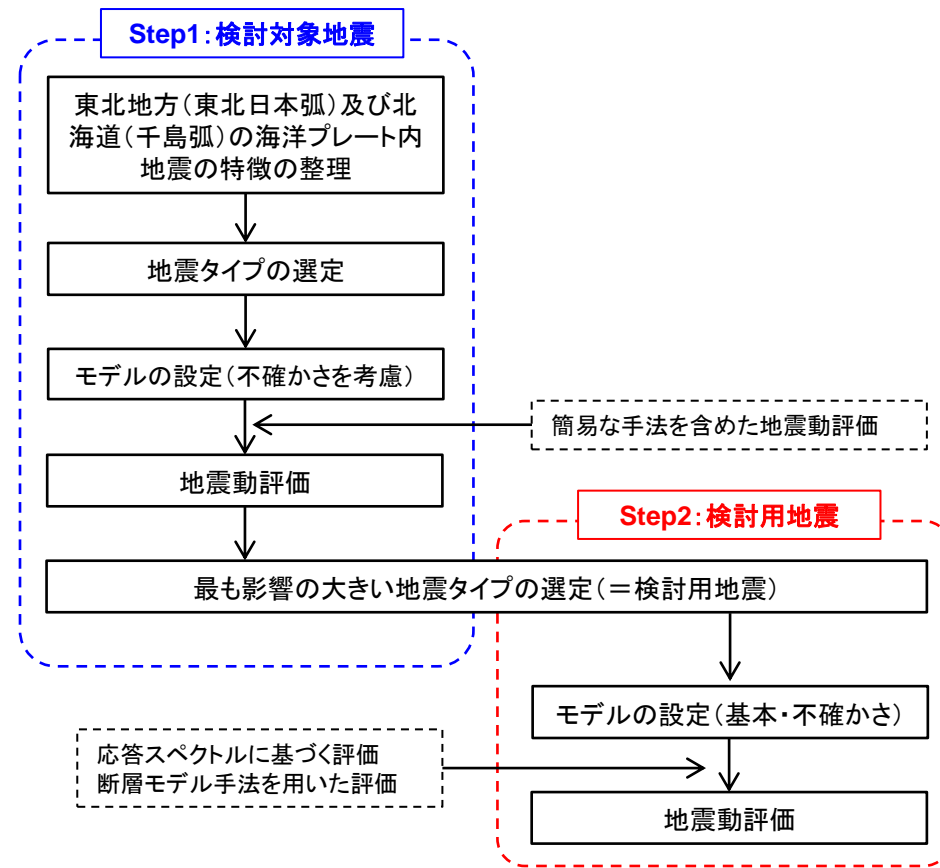 Step1:検討対象地震
東北地方(東北日本弧)及び北
海道(千島弧)の海洋プレート内
地震の特徴の整理
地震タイプの選定
モデルの設定(不確かさを考慮)
簡易な手法を含めた地震動評価
地震動評価
Step2:検討用地震
最も影響の大きい地震タイプの選定(=検討用地震)
モデルの設定(基本・不確かさ)
応答スペクトルに基づく評価
断層モデル手法を用いた評価
地震動評価